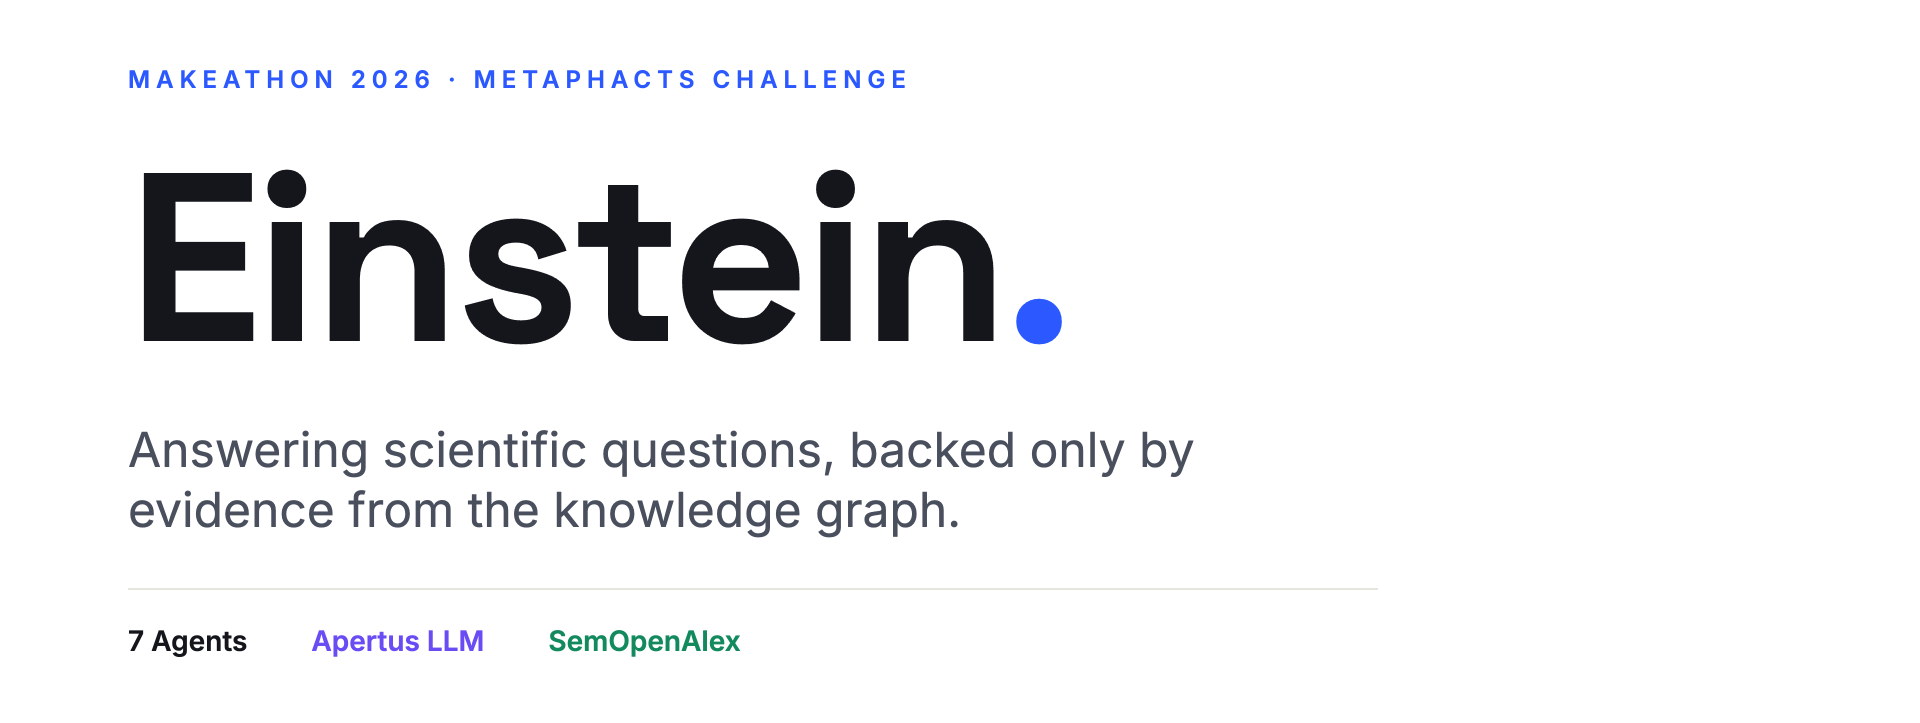 MAKEATHON 2026 · METAPHACTS CHALLENGE
Einstein.
Answering scientific questions, backed only by
evidence from the knowledge graph.
7 Agents Apertus LLM SemOpenAlex